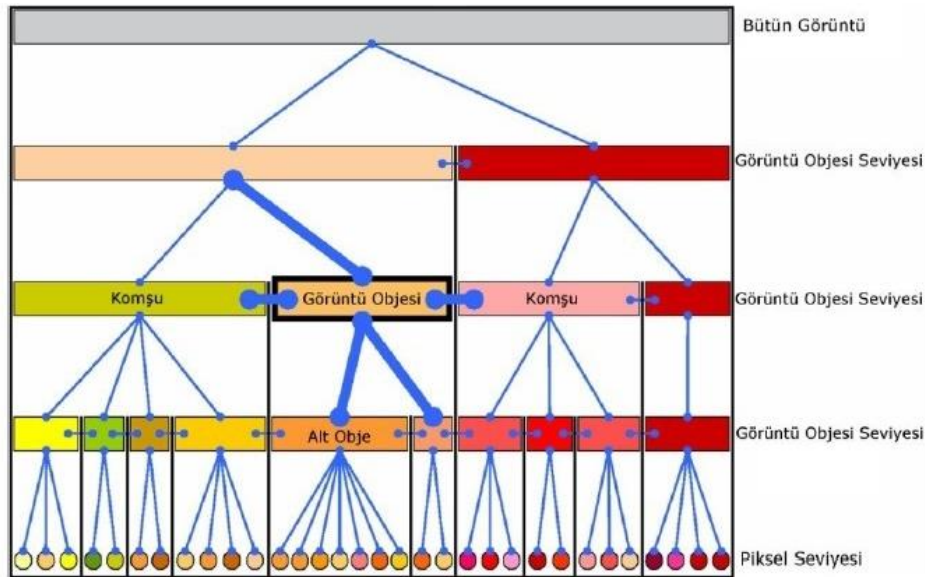 Bütün Görüntü
Görüntü Objesi Seviyesi
Komşu
Görüntü Objesi
Komşu
Görüntü Objesi Seviyesi
Alt Obje
Görüntü Objesi Seviyesi
Piksel Seviyesi